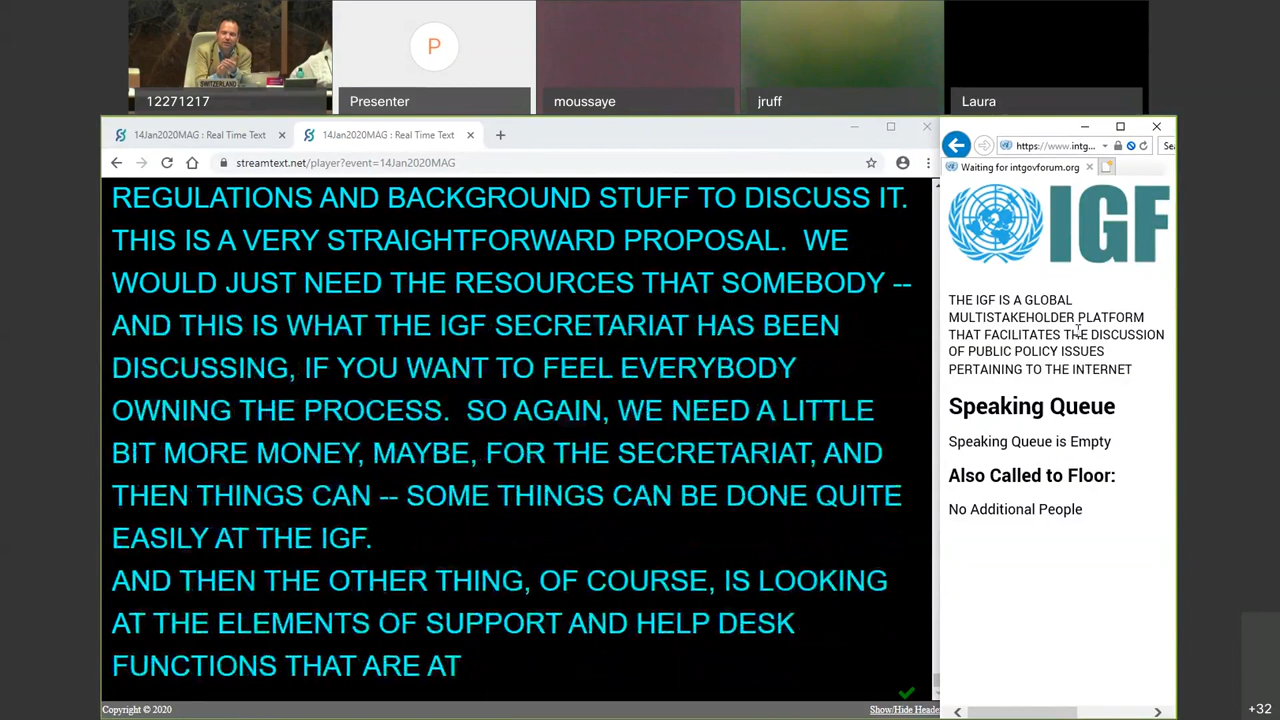 SWITZERLAND
P
12271217
Presenter
moussaye
jruff
Laura
14Jan2020MAG : Real Time Text
14Jan2020MAG : Real Time Text
streamtext.net/player?event=14Jan2020MAG
REGULATIONS AND BACKGROUND STUFF TO DISCUSS IT.
THIS IS A VERY STRAIGHTFORWARD PROPOSAL. WE
WOULD JUST NEED THE RESOURCES THAT SOMEBODY --
AND THIS IS WHAT THE IGF SECRETARIAT HAS BEEN
DISCUSSING, IF YOU WANT TO FEEL EVERYBODY
OWNING THE PROCESS. SO AGAIN, WE NEED A LITTLE
BIT MORE MONEY, MAYBE, FOR THE SECRETARIAT, AND
THEN THINGS CAN -- SOME THINGS CAN BE DONE QUITE
EASILY AT THE IGF.
AND THEN THE OTHER THING, OF COURSE, IS LOOKING
AT THE ELEMENTS OF SUPPORT AND HELP DESK
FUNCTIONS THAT ARE AT
Copyright © 2020
Show/Hide Heade
https://www.intg...
Sea
Waiting for intgovforum.org
IGF
THE IGF IS A GLOBAL
MULTISTAKEHOLDER PLATFORM
THAT FACILITATES THE DISCUSSION
OF PUBLIC POLICY ISSUES
PERTAINING TO THE INTERNET
Speaking Queue
Speaking Queue is Empty
Also Called to Floor:
No Additional People
+32